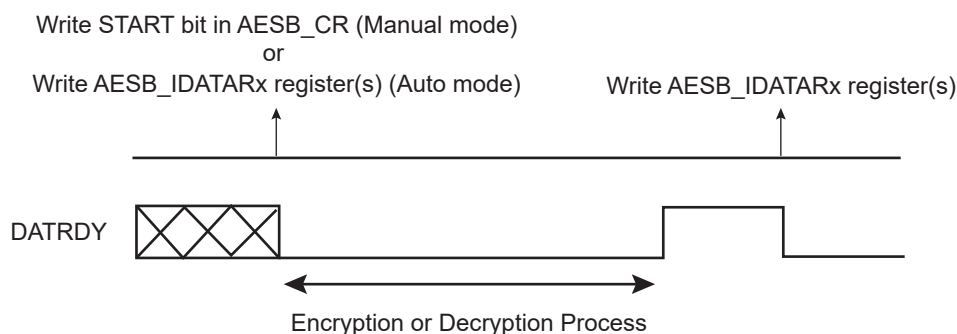 Write START bit in AESB_CR (Manual mode)
or
Write AESB_IDATARx register(s) (Auto mode)
Write AESB_IDATARx register(s)
DATRDY
Encryption or Decryption Process